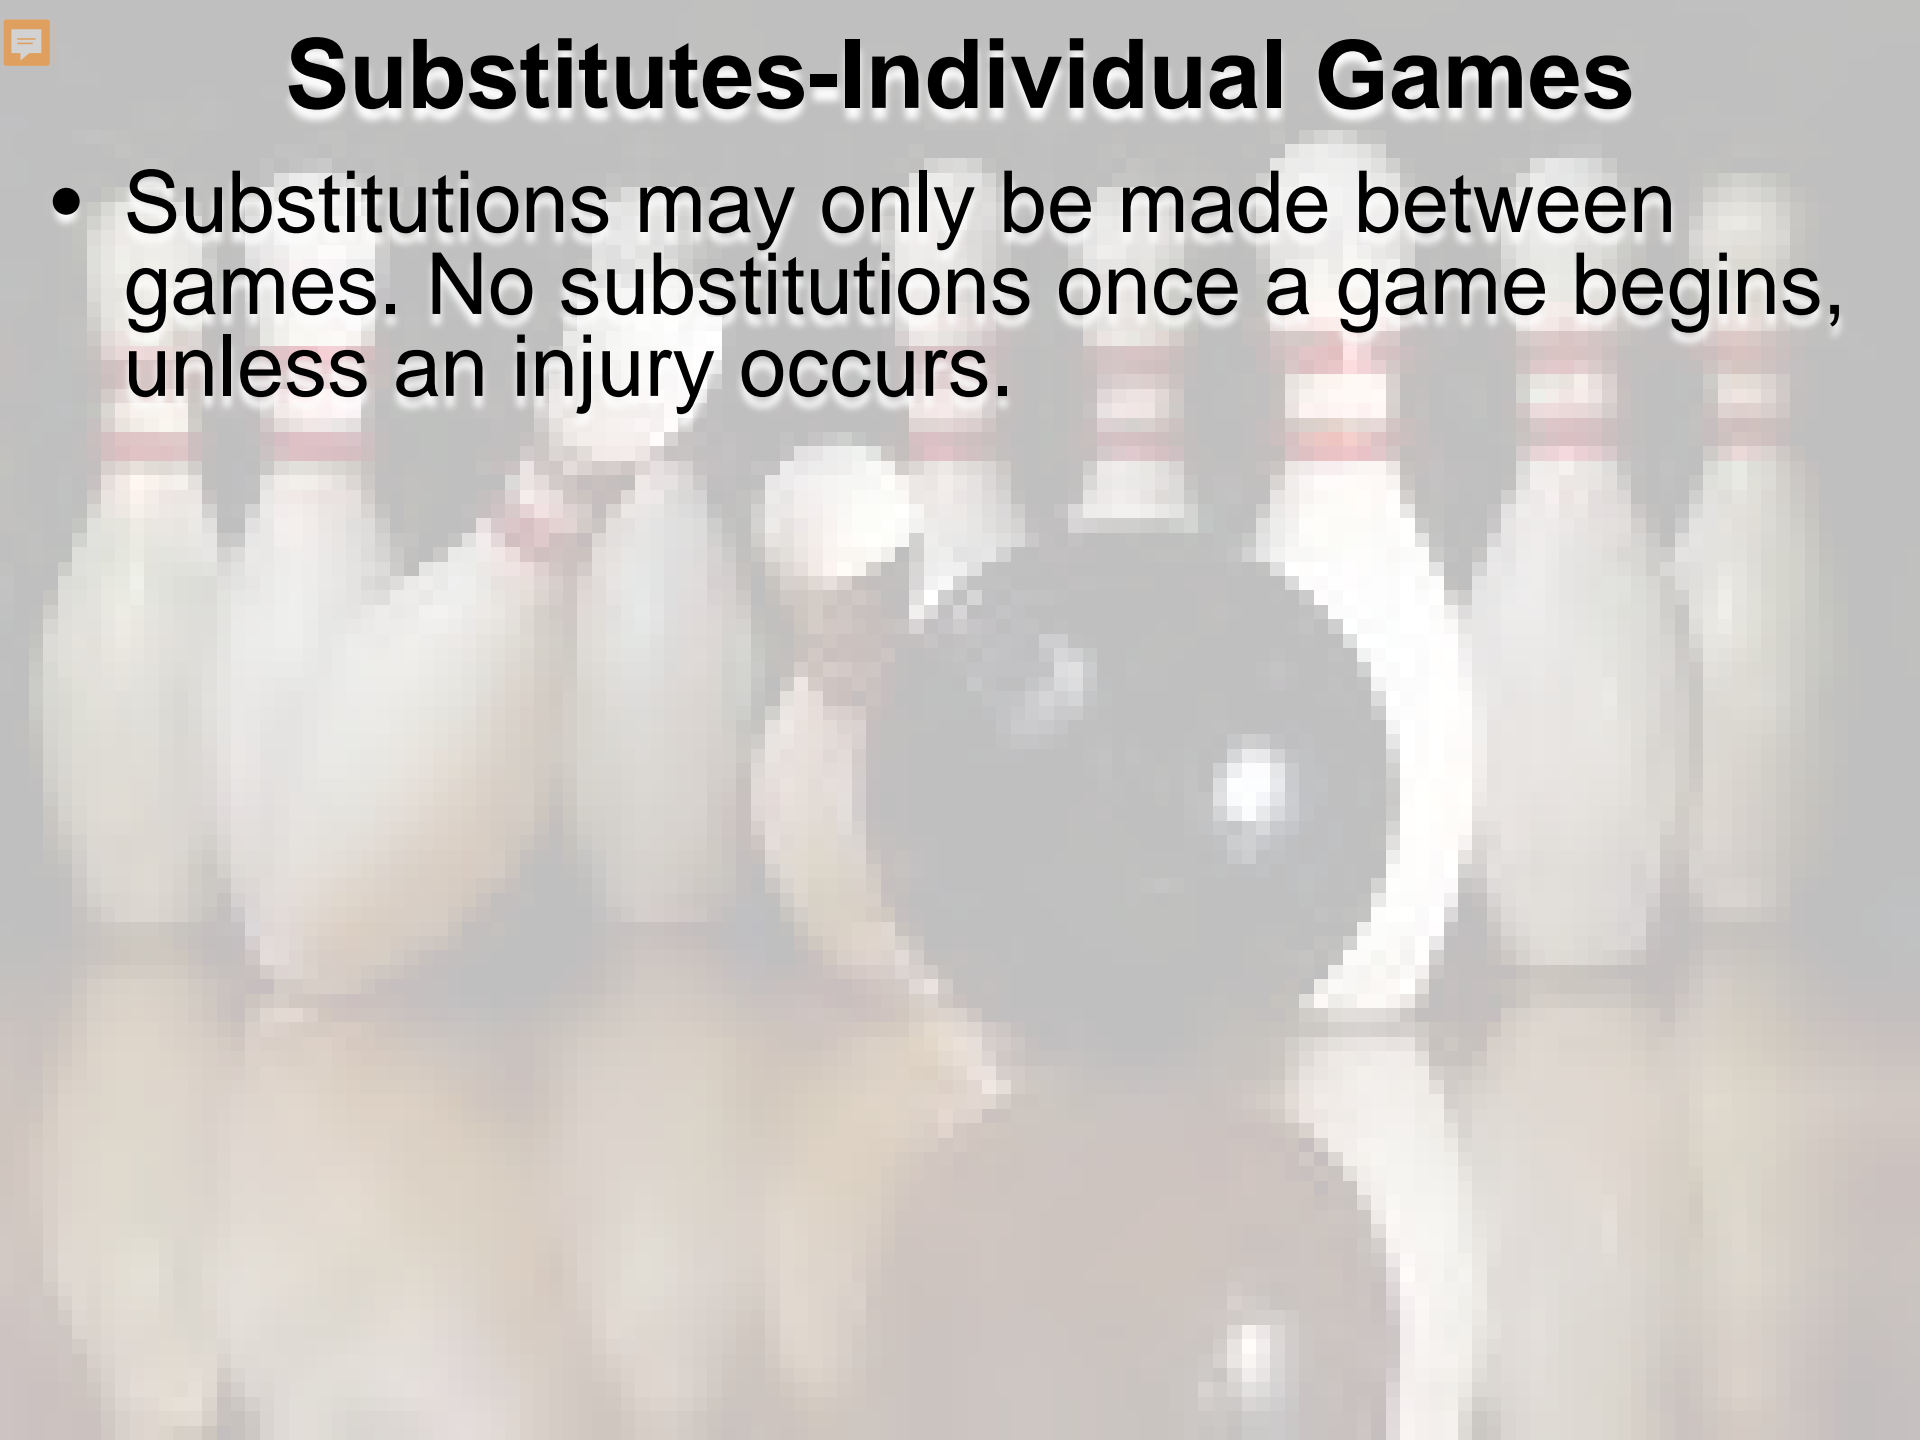 Substitutes-Individual Games
• Substitutions may only be made between
games. No substitutions once a game begins,
unless an injury occurs.